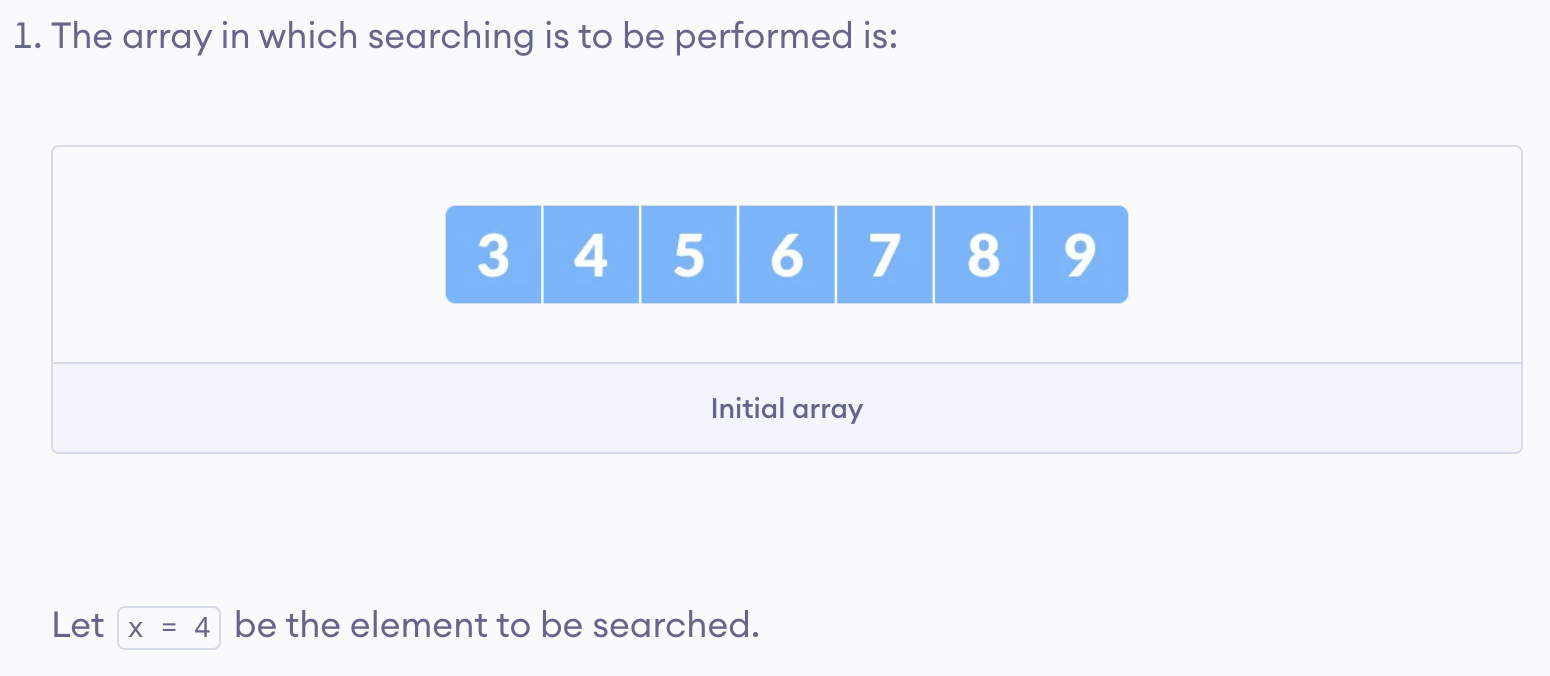 1. The array in which searching is to be performed is:
3 4 5 6 7 8 9
Initial array
Let x = 4 be the element to be searched.